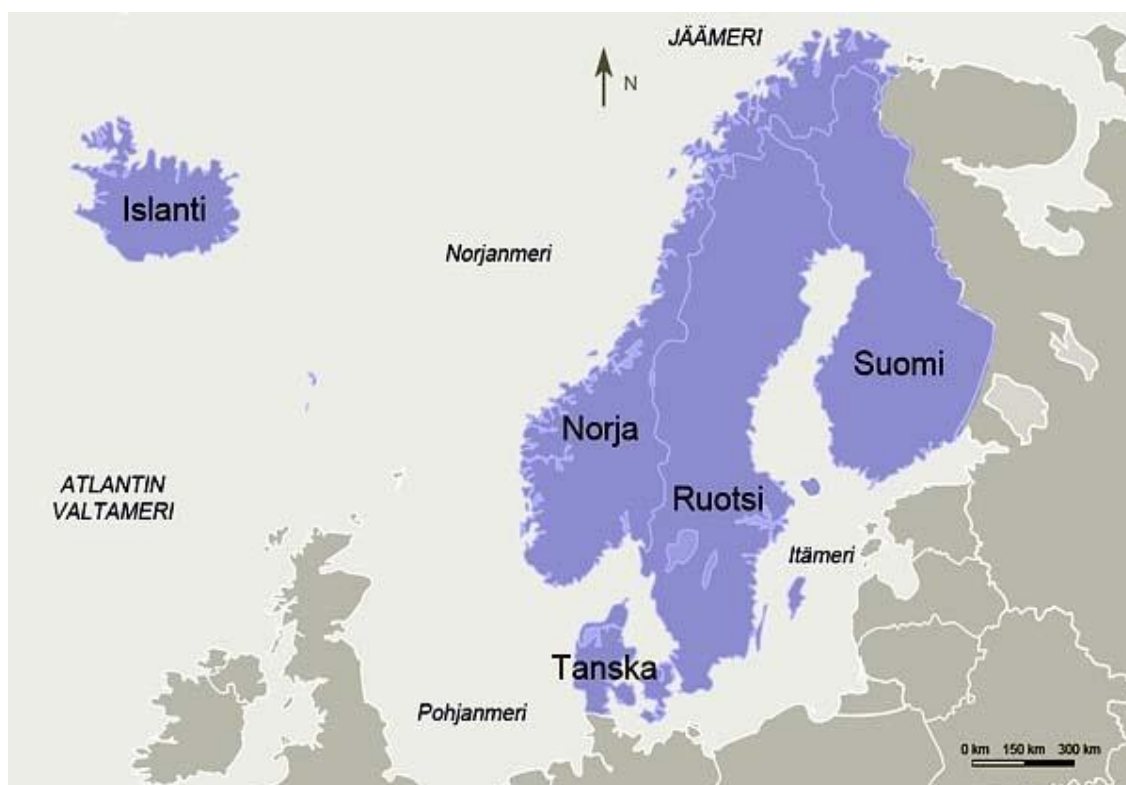 JÄÄMERI
N
Islanti
Norjanmeri
Suomi
Norja
ATLANTIN
VALTAMERI
Ruotsi
Itämeri
Tanska
Pohjanmeri
0 km 150 km 300 km